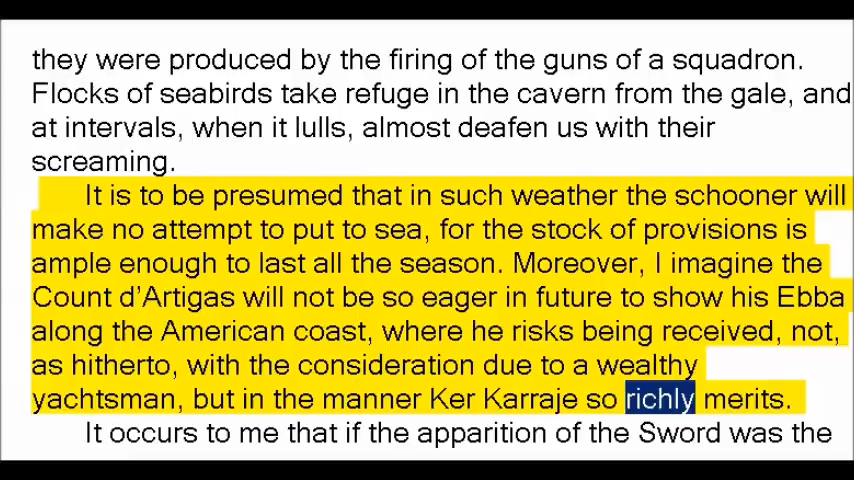 they were produced by the firing of the guns of a squadron.
Flocks of seabirds take refuge in the cavern from the gale, and
at intervals, when it lulls, almost deafen us with their
screaming.
It is to be presumed that in such weather the schooner will
make no attempt to put to sea, for the stock of provisions is
ample enough to last all the season. Moreover, I imagine the
Count d’Artigas will not be so eager in future to show his Ebba
along the American coast, where he risks being received, not,
as hitherto, with the consideration due to a wealthy
yachtsman, but in the manner Ker Karraje so richly merits.
It occurs to me that if the apparition of the Sword was the